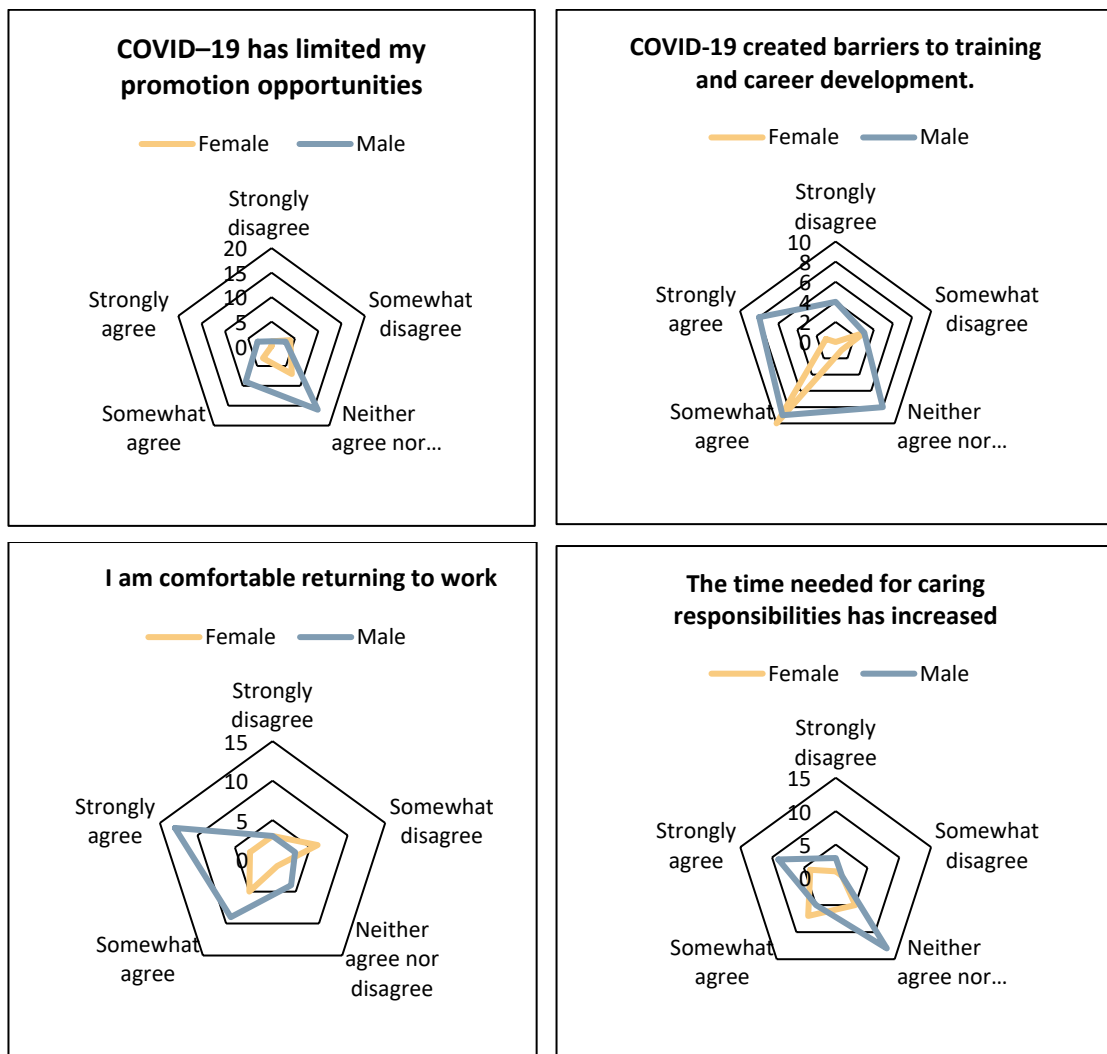 COVID–19 has limited my
promotion opportunities
Female Male
Strongly
disagree
20
15
10
5
0
Strongly
agree
Somewhat
disagree
Somewhat
agree
Neither
agree nor…
COVID-19 created barriers to training
and career development.
Female Male
Strongly
disagree
10
8
6
4
2
0
Strongly
agree
Somewhat
disagree
Somewhat
agree
Neither
agree nor…
I am comfortable returning to work
Female Male
Strongly
disagree
15
10
5
0
Strongly
agree
Somewhat
disagree
Somewhat
agree
Neither
agree nor
disagree
The time needed for caring
responsibilities has increased
Female Male
Strongly
disagree
15
10
5
0
Strongly
agree
Somewhat
disagree
Somewhat
agree
Neither
agree nor…